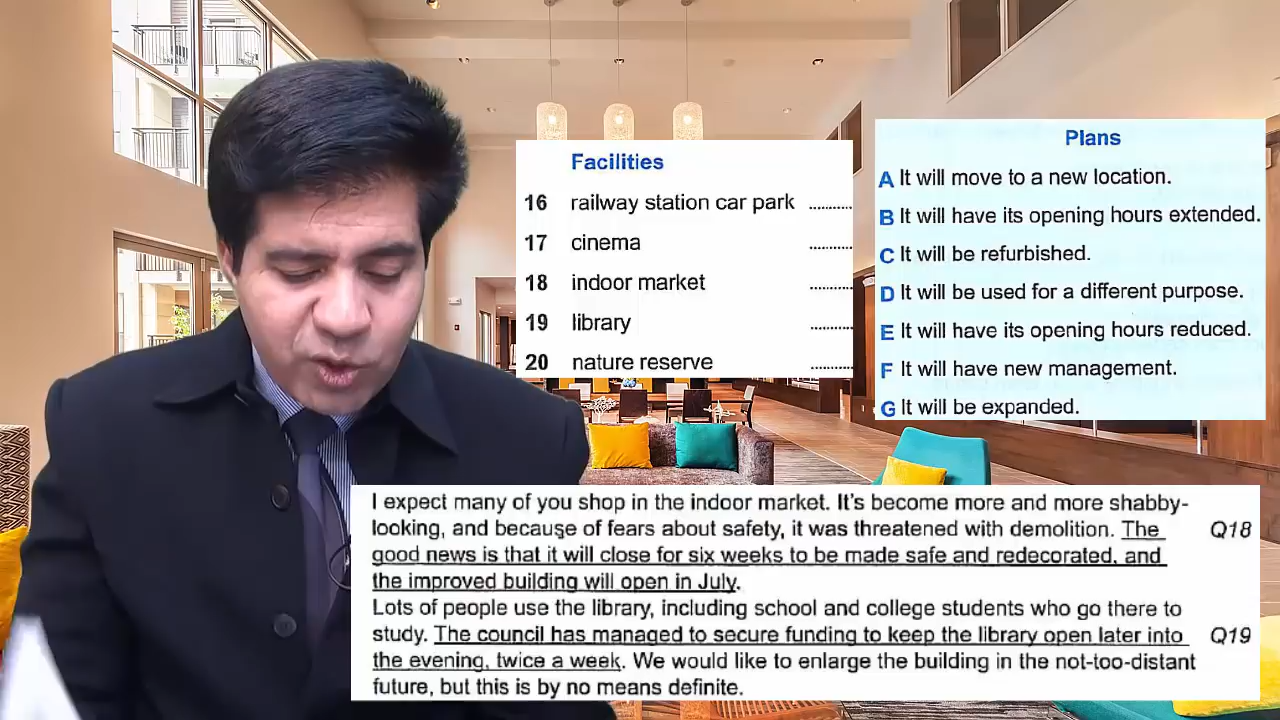 Facilities
16 railway station car park ..........
17 cinema ..........
18 indoor market ..........
19 library ..........
20 nature reserve ..........
Plans
A It will move to a new location.
B It will have its opening hours extended.
C It will be refurbished.
D It will be used for a different purpose.
E It will have its opening hours reduced.
F It will have new management.
G It will be expanded.
I expect many of you shop in the indoor market. It's become more and more shabby-
looking, and because of fears about safety, it was threatened with demolition. The Q18
good news is that it will close for six weeks to be made safe and redecorated, and
the improved building will open in July.
Lots of people use the library, including school and college students who go there to
study. The council has managed to secure funding to keep the library open later into Q19
the evening, twice a week. We would like to enlarge the building in the not-too-distant
future, but this is by no means definite.